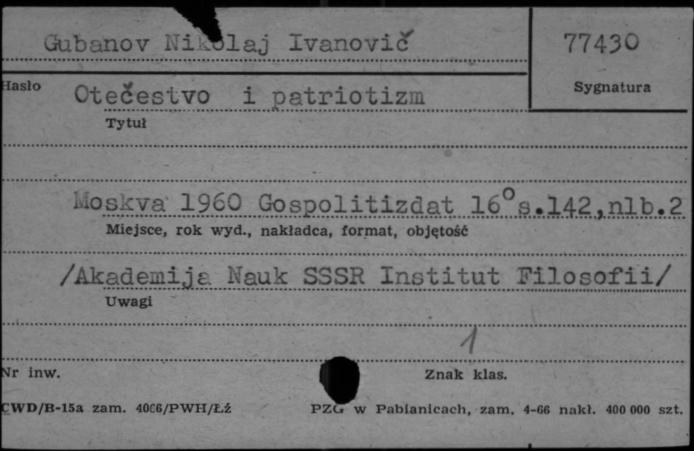 Gubanov Nikolaj Ivanovič
77430
Hasło
Sygnatura
Otečestvo i patriotizm
Tytuł
Moskva 1960 Gospolitizdat 16° s.142,nlb.2
Miejsce, rok wyd., nakładca, format, objętość
/Akademija Nauk SSSR Institut Filosofii/
Uwagi
1
Nr inw.
Znak klas.
CWD/B-15a zam. 4066/PWH/Łź
PZG w Pabianicach, zam. 4-66 nakł. 400 000 szt.